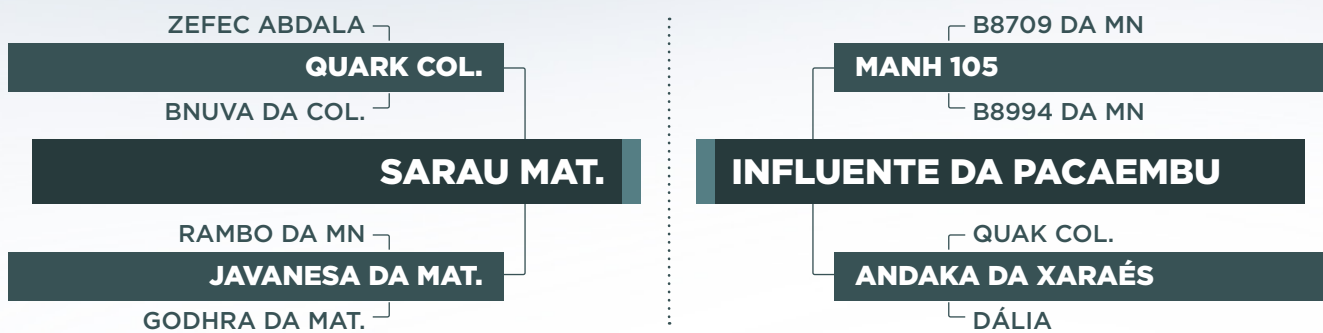 ZEFEC ABDALA
QUARK COL.
BNUVA DA COL.
SARAU MAT.
RAMBO DA MN
JAVANESA DA MAT.
GODHRA DA MAT.
B8709 DA MN
MANH 105
B8994 DA MN
INFLUENTE DA PACAEMBU
QUAK COL.
ANDAKA DA XARAÉS
DÁLIA